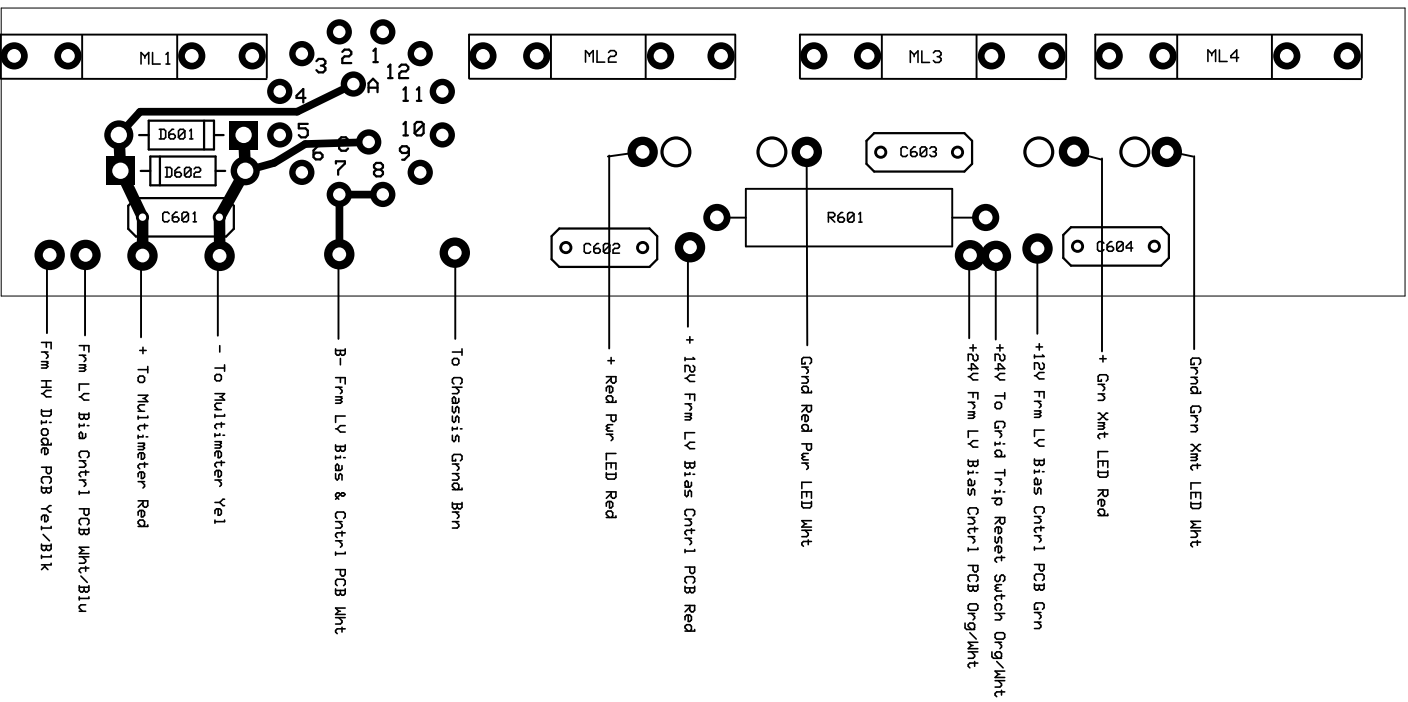 ML1
2
1
ML2
ML3
ML4
3
12
A
4
11
D601
5
10
C
C603
6
9
D602
7
8
C601
R601
C602
C604
Frm HV Diode PCB Yel/Blk
Frm LV Bia Cntrl PCB Wht/Blu
+ To Multimeter Red
- To Multimeter Yel
B- Frm LV Bias & Cntrl PCB Wht
To Chassis Grnd Brn
+ Red Pwr LED Red
+ 12V Frm LV Bias Cntrl PCB Red
Grnd Red Pwr LED Wht
+24V Frm LV Bias Cntrl PCB Org/Wht
+24V To Grid Trip Reset Swtch Org/Wht
+12V Frm LV Bias Cntrl PCB Grn
+ Grn Xmt LED Red
Grnd Grn Xmt LED Wht